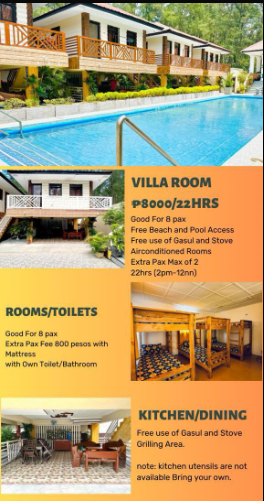 VILLA ROOM
₱8000/22HRS
Good For 8 pax
Free Beach and Pool Access
Free use of Gasul and Stove
Airconditioned Rooms
Extra Pax Max of 2
22hrs (2pm-12nn)
ROOMS/TOILETS
Good For 8 pax
Extra Pax Fee 800 pesos with
Mattress
with Own Toilet/Bathroom
KITCHEN/DINING
Free use of Gasul and Stove
Grilling Area.
note: kitchen utensils are not
available Bring your own.